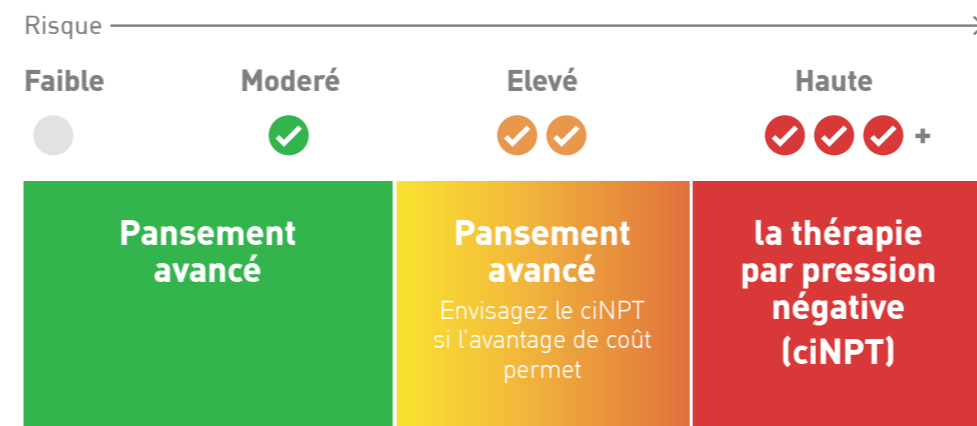 Risque
Faible
Moderé
Elevé
Haute
+
Pansement
avancé
Pansement
avancé
Envisagez le ciNPT
si l'avantage de coût
permet
la thérapie
par pression
négative
(ciNPT)